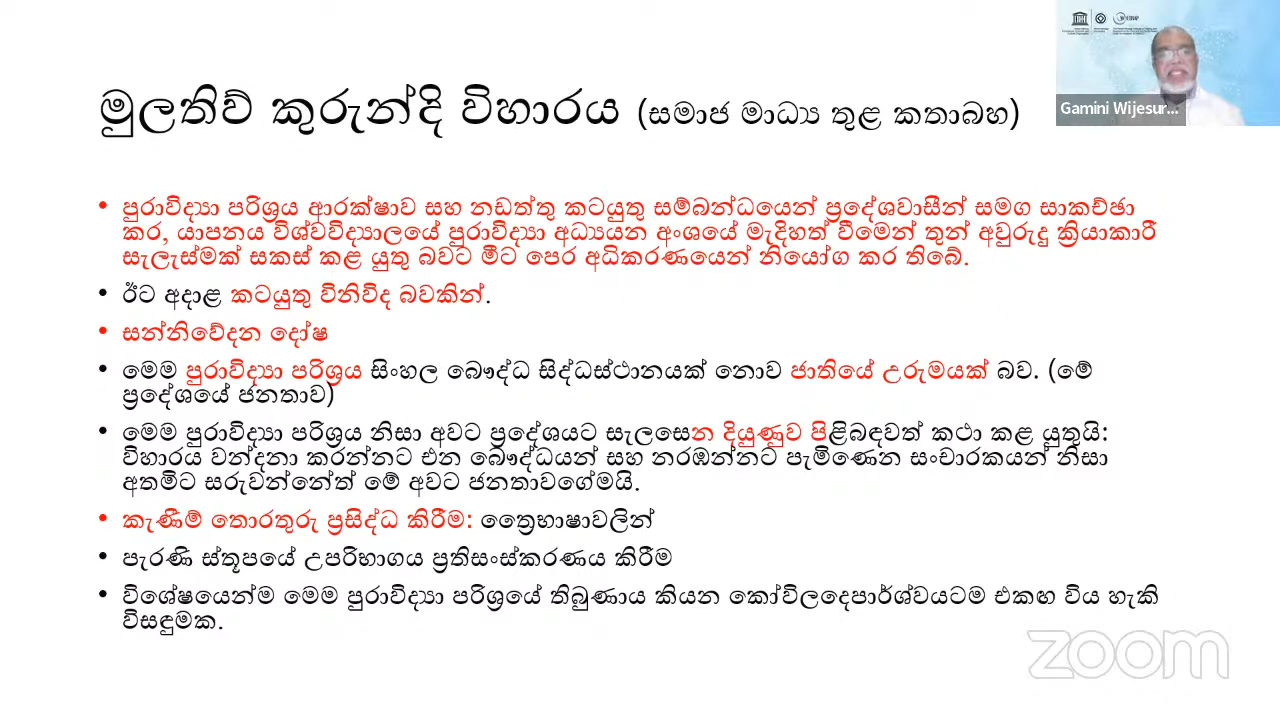 මුලතිව් කුරුන්දි විහාරය (සමාජ මාධ්‍ය තුළ කතාබහ)
Gamini Wijesur...
• පුරාවිද්‍යා පරිශ්‍රය ආරක්ෂාව සහ නඩත්තු කටයුතු සම්බන්ධයෙන් ප්‍රදේශවාසීන් සමග සාකච්ඡා
කර, යාපනය විශ්වවිද්‍යාලයේ පුරාවිද්‍යා අධ්‍යයන අංශයේ මැදිහත් වීමෙන් තුන් අවුරුදු ක්‍රියාකාරී
සැලැස්මක් සකස් කළ යුතු බවට මීට පෙර අධිකරණයෙන් නියෝග කර තිබේ.
• ඊට අදාළ කටයුතු විනිවිද බවකින්.
• සන්නිවේදන දෝෂ
• මෙම පුරාවිද්‍යා පරිශ්‍රය සිංහල බෞද්ධ සිද්ධස්ථානයක් නොව ජාතියේ උරුමයක් බව. (මේ
ප්‍රදේශයේ ජනතාව)
• මෙම පුරාවිද්‍යා පරිශ්‍රය නිසා අවට ප්‍රදේශයට සැලසෙන දියුණුව පිළිබඳවත් කථා කළ යුතුයි:
විහාරය වන්දනා කරන්නට එන බෞද්ධයන් සහ නරඹන්නට පැමිණෙන සංචාරකයන් නිසා
අතමිට සරුවන්නේත් මේ අවට ජනතාවගේමයි.
• කැණීම් තොරතුරු ප්‍රසිද්ධ කිරීම: ත්‍රෛභාෂාවලින්
• පැරණි ස්තූපයේ උපරිභාගය ප්‍රතිසංස්කරණය කිරීම
• විශේෂයෙන්ම මෙම පුරාවිද්‍යා පරිශ්‍රයේ තිබුණාය කියන කෝවිලදෙපාර්ශ්වයටම එකඟ විය හැකි
විසඳුමක.
zoom